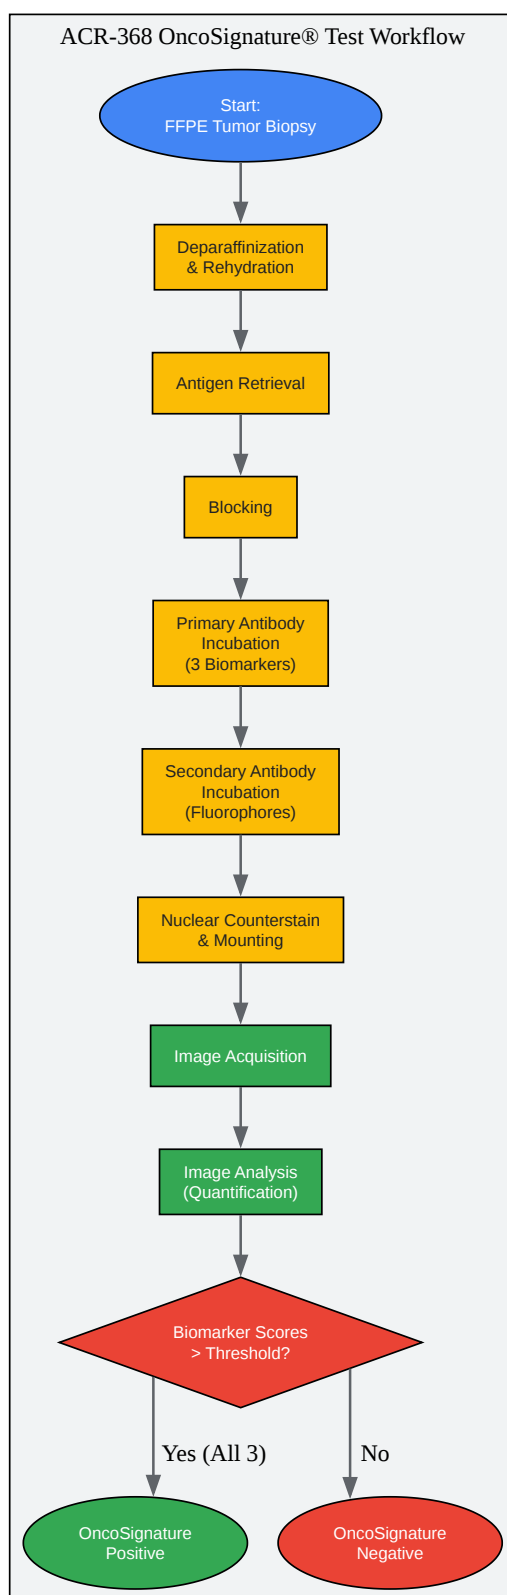 ACR-368 OncoSignature® Test Workflow
Start:
FFPE Tumor Biopsy
Deparaffinization
& Rehydration
Antigen Retrieval
Blocking
Primary Antibody
Incubation
(3 Biomarkers)
Secondary Antibody
Incubation
(Fluorophores)
Nuclear Counterstain
& Mounting
Image Acquisition
Image Analysis
(Quantification)
Biomarker Scores
> Threshold?
Yes (All 3)
No
OncoSignature
Positive
OncoSignature
Negative